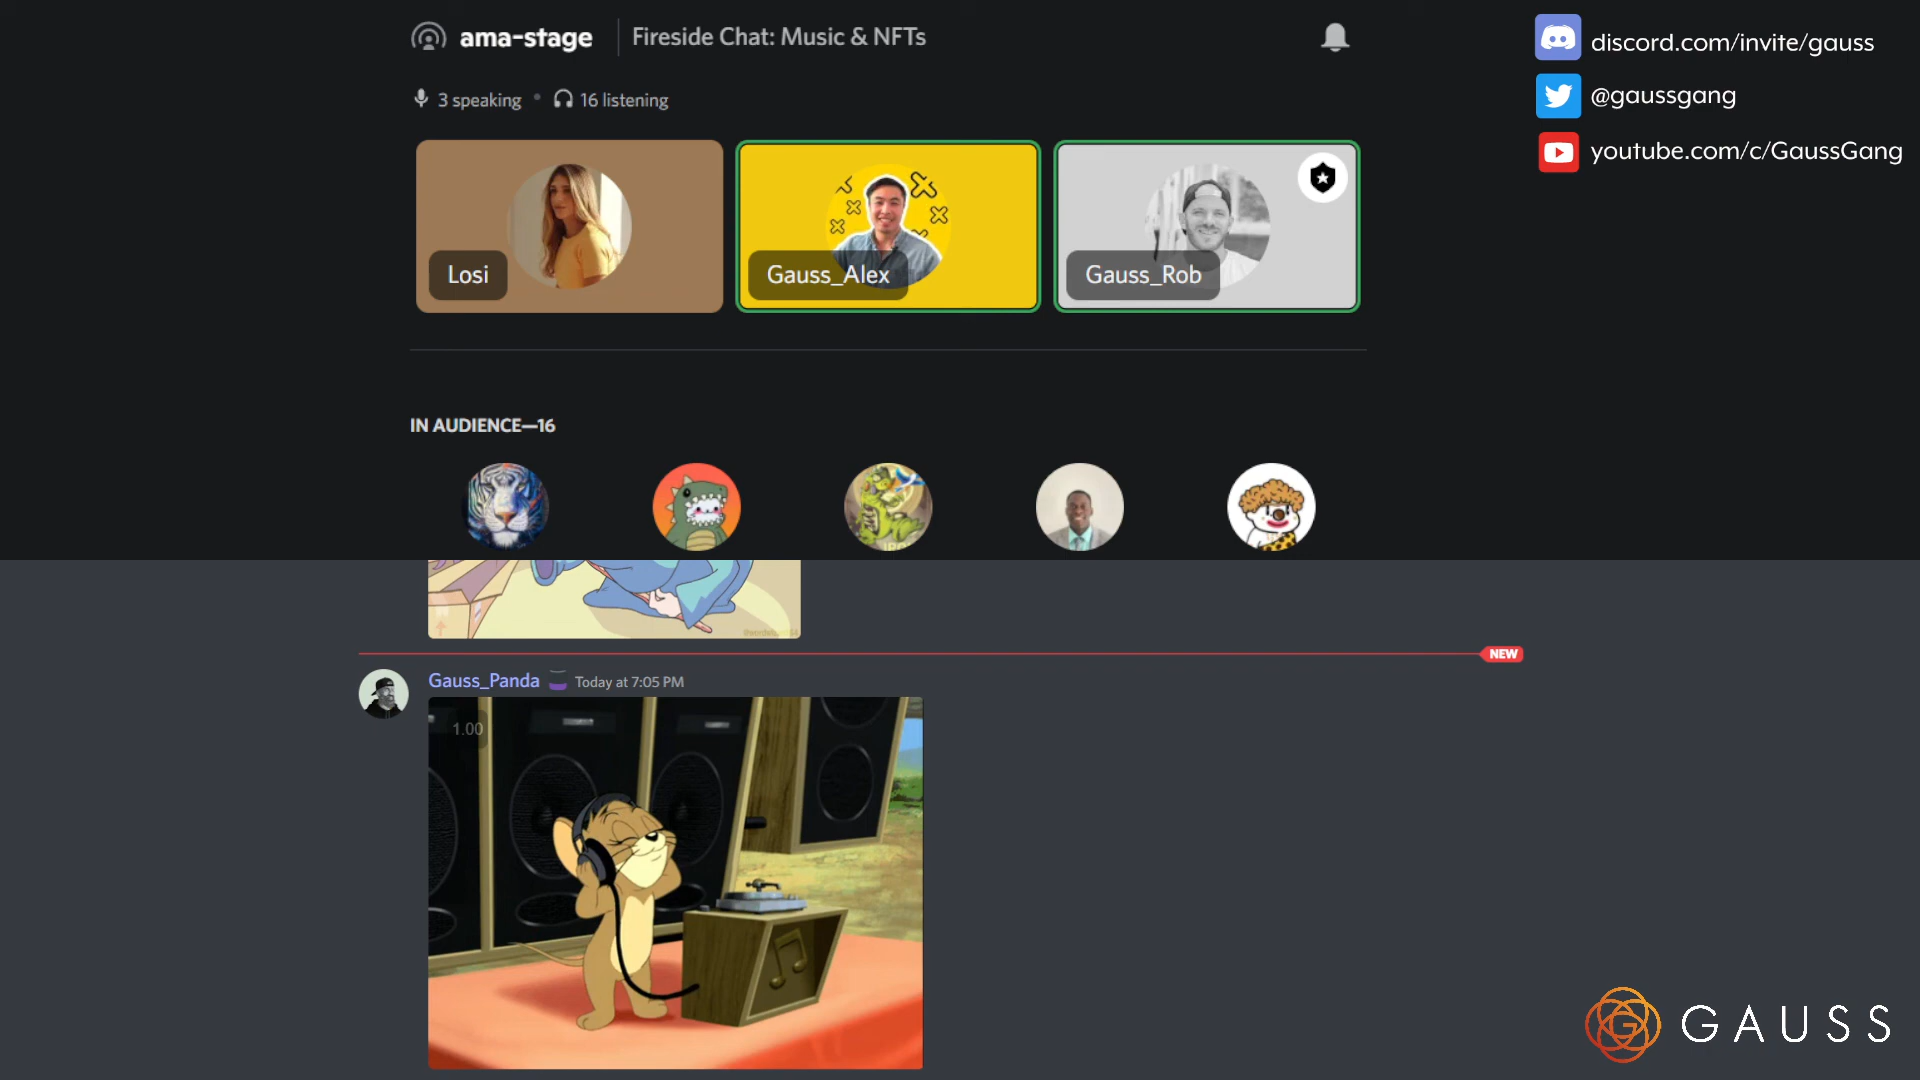 ama-stage
Fireside Chat: Music & NFTs
discord.com/invite/gauss
@gaussgang
youtube.com/c/GaussGang
3 speaking • 16 listening
Losi
Gauss_Alex
Gauss_Rob
IN AUDIENCE—16
NEW
Gauss_Panda Today at 7:05 PM
1.00
GAUSS